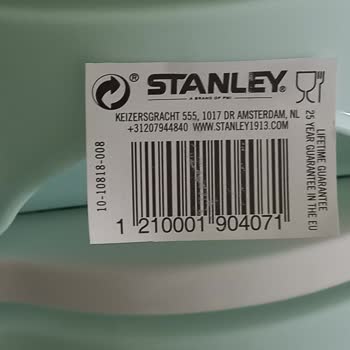 STANLEY®
A BRAND OF PMI
KEIZERSGRACHT 555, 1017 DR AMSTERDAM, NL
+31207944840 WWW.STANLEY1913.COM
10-10818-008
1 210001 904071
LIFETIME GUARANTEE
25 YEAR GUARANTEE IN THE EU